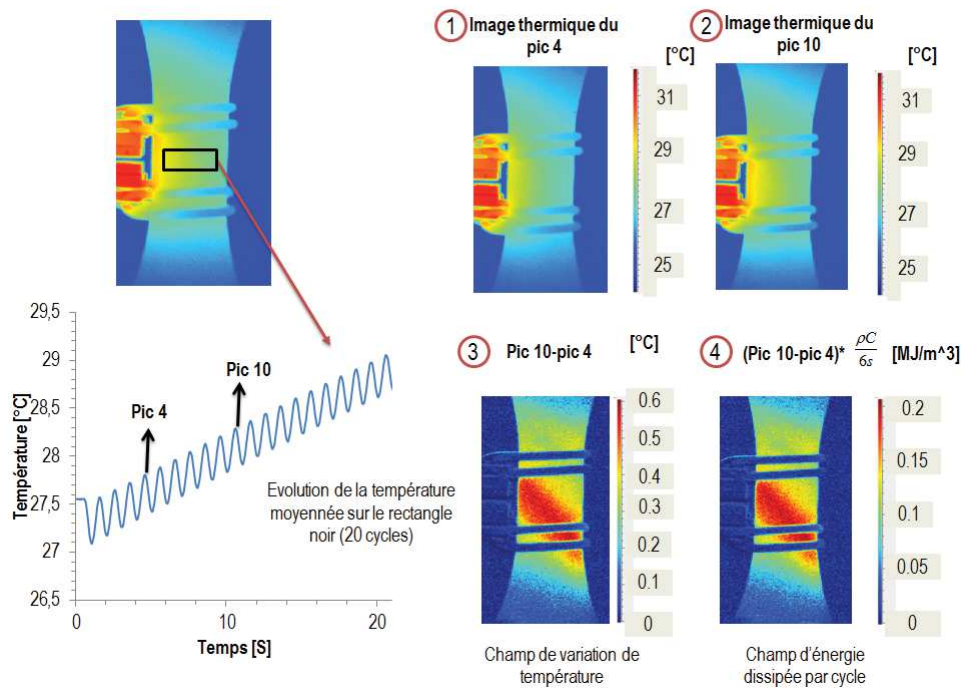 1 Image thermique du
pic 4
[°C]
31
29
27
25
2 Image thermique du
pic 10
[°C]
31
29
27
25
29,5
29
28,5
28
27,5
27
26,5
Température [°C]
Pic 4
Pic 10
Evolution de la température
moyennée sur le rectangle
noir (20 cycles)
0
10
20
Temps [S]
3 Pic 10-pic 4
[°C]
0.6
0.5
0.4
0.3
0.2
0.1
0
Champ de variation de
température
4 (Pic 10-pic 4)* ρC/6s [MJ/m^3]
0.2
0.15
0.1
0.05
0
Champ d'énergie
dissipée par cycle